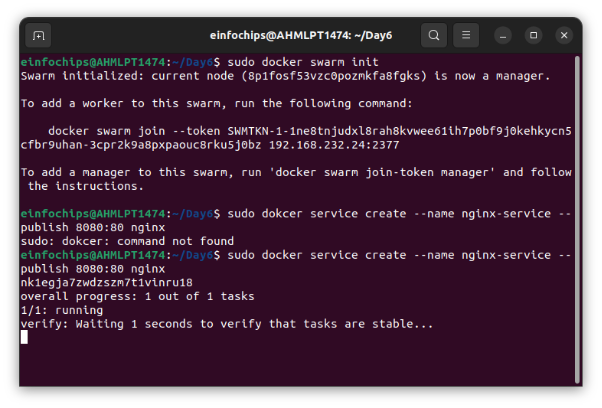 einfochips@AHMLPT1474: ~/Day6
einfochips@AHMLPT1474:~/Day6$ sudo docker swarm init
Swarm initialized: current node (8p1fosf53vzc0pozmkfa8fgks) is now a manager.
To add a worker to this swarm, run the following command:
docker swarm join --token SWMTKN-1-1ne8tnjudxl8rah8kvwee61ih7p0bf9j0kehkycn5
cfbr9uhan-3cpr2k9a8pxpaouc8rku5j0bz 192.168.232.24:2377
To add a manager to this swarm, run 'docker swarm join-token manager' and follow
the instructions.
einfochips@AHMLPT1474:~/Day6$ sudo dokcer service create --name nginx-service --
publish 8080:80 nginx
sudo: dokcer: command not found
einfochips@AHMLPT1474:~/Day6$ sudo docker service create --name nginx-service --
publish 8080:80 nginx
nk1egja7zwdzszm7t1vinru18
overall progress: 1 out of 1 tasks
1/1: running
verify: Waiting 1 seconds to verify that tasks are stable...